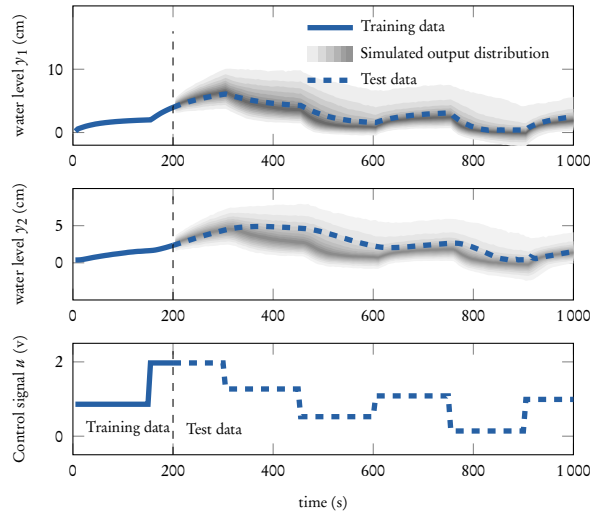 Training data
Simulated output distribution
Test data
water level y1 (cm)
10
0
0 200 400 600 800 1 000
water level y2 (cm)
5
0
0 200 400 600 800 1 000
Control signal u (v)
2
0
Training data Test data
0 200 400 600 800 1 000
time (s)